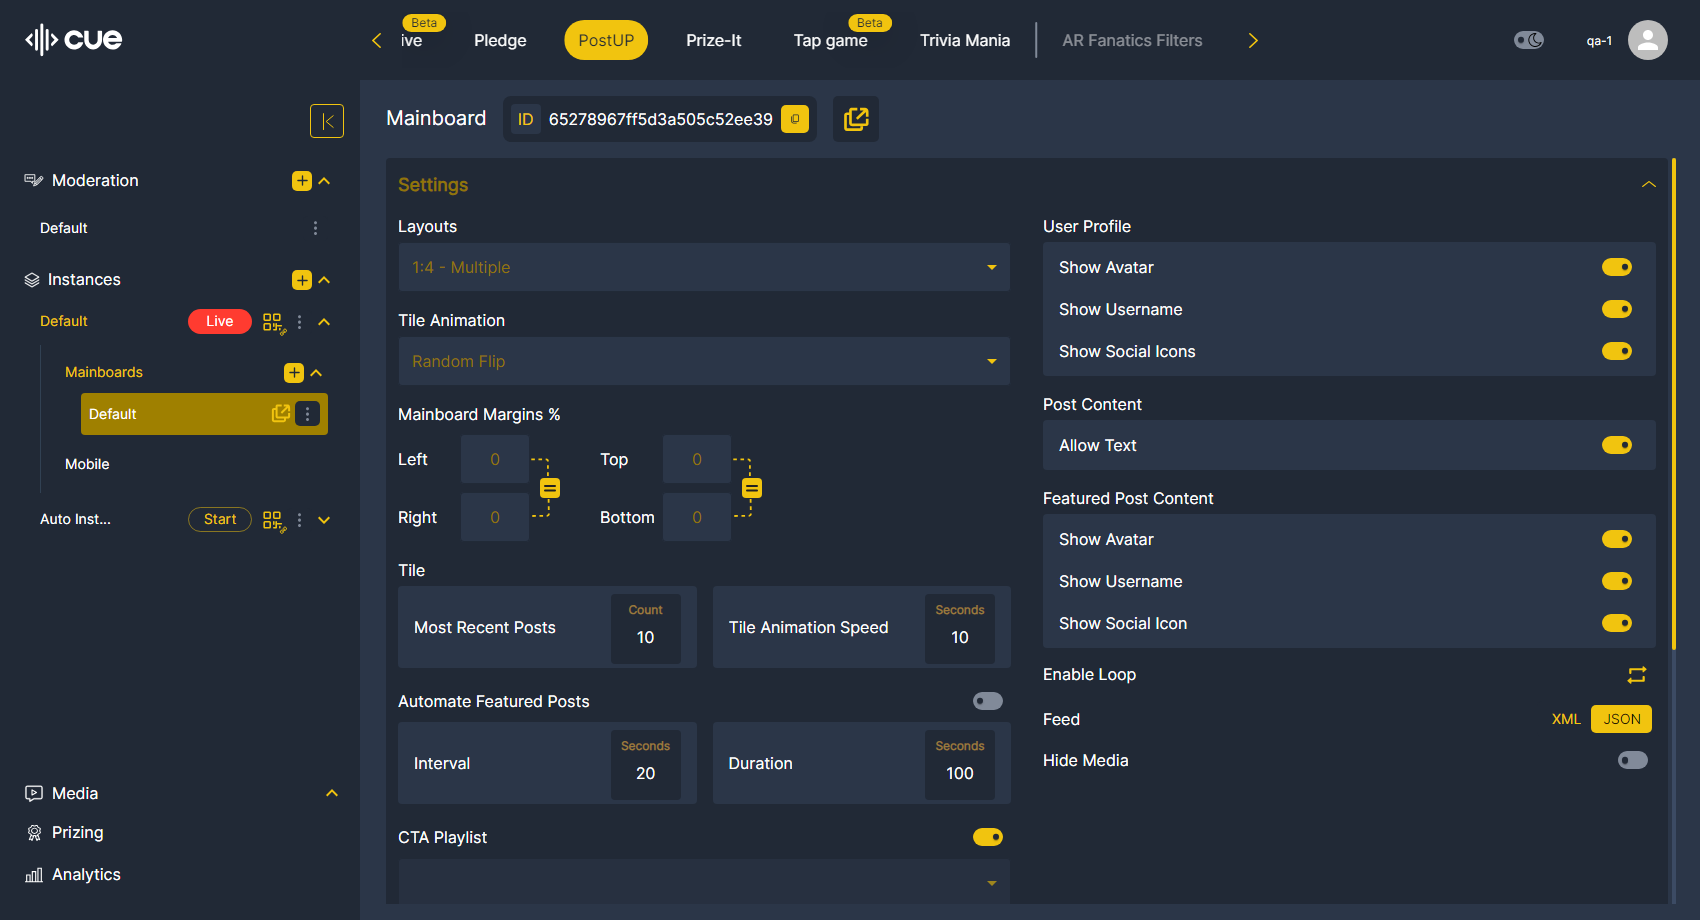 cue
Beta
ive
Pledge
PostUP
Prize-It
Beta
Tap game
Trivia Mania
AR Fanatics Filters
qa-1
Moderation
Default
Instances
Default
Live
Mainboards
Default
Mobile
Auto Inst...
Start
Media
Prizing
Analytics
Mainboard
ID
65278967ff5d3a505c52ee39
Settings
Layouts
1:4 - Multiple
Tile Animation
Random Flip
Mainboard Margins %
Left
0
Top
0
Right
0
Bottom
0
Tile
Most Recent Posts
Count
10
Tile Animation Speed
Seconds
10
Automate Featured Posts
Interval
Seconds
20
Duration
Seconds
100
CTA Playlist
User Profile
Show Avatar
Show Username
Show Social Icons
Post Content
Allow Text
Featured Post Content
Show Avatar
Show Username
Show Social Icon
Enable Loop
Feed
XML
JSON
Hide Media